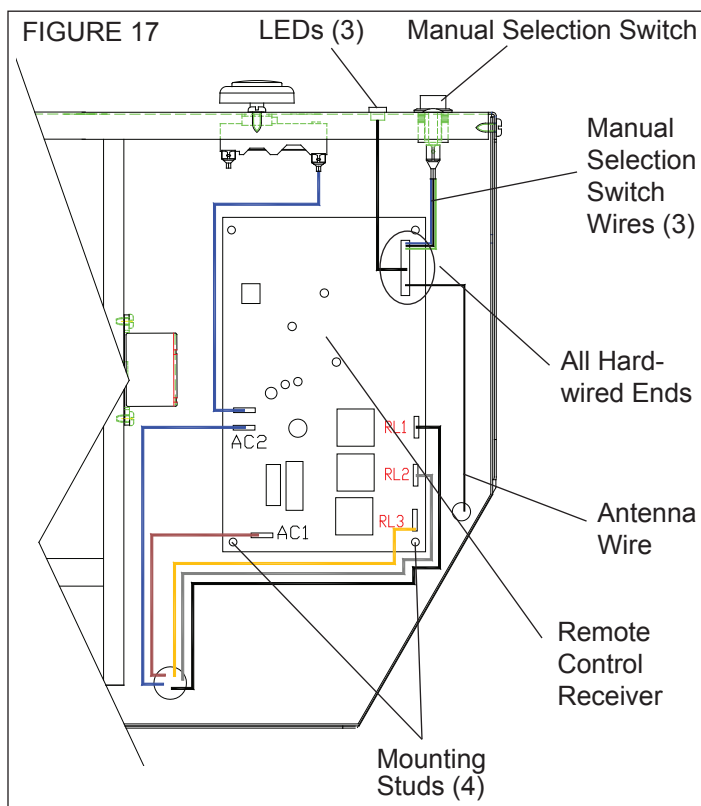 FIGURE 17
LEDs (3)
Manual Selection Switch
Manual
Selection
Switch
Wires (3)
All Hard-
wired Ends
AC2
RL1
RL2
RL3
AC1
Antenna
Wire
Remote
Control
Receiver
Mounting
Studs (4)